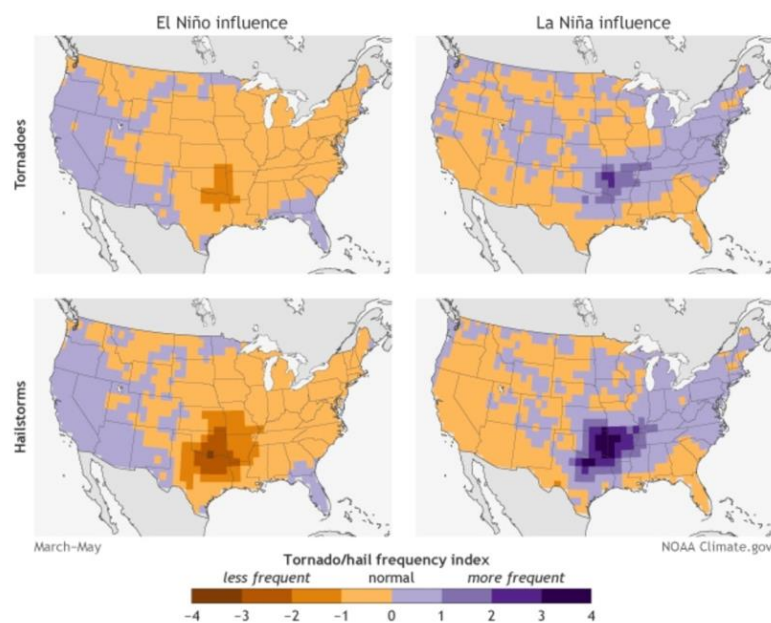 El Niño influence
La Niña influence
Tornadoes
Hailstorms
March–May
NOAA Climate.gov
Tornado/hail frequency index
less frequent normal more frequent
−4 −3 −2 −1 0 1 2 3 4